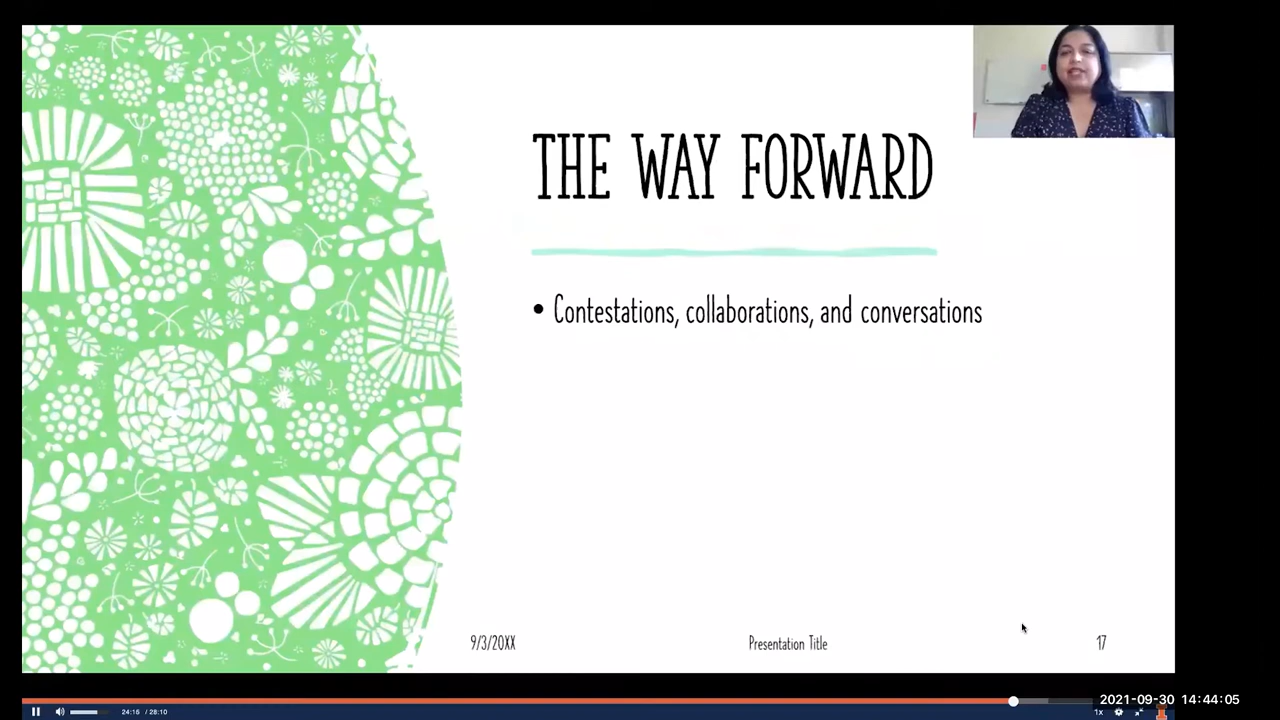 THE WAY FORWARD
• Contestations, collaborations, and conversations
9/3/20XX
Presentation Title
17
2021-09-30 14:44:05
24:16 / 28:10
1x